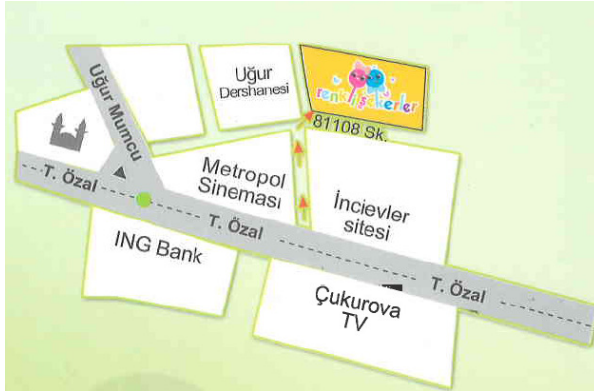 Uğur
Dershanesi
renkli şekerler
81108 Sk.
Uğur Mumcu
Metropol
Sineması
İncievler
sitesi
T. Özal
T. Özal
T. Özal
ING Bank
Çukurova
TV